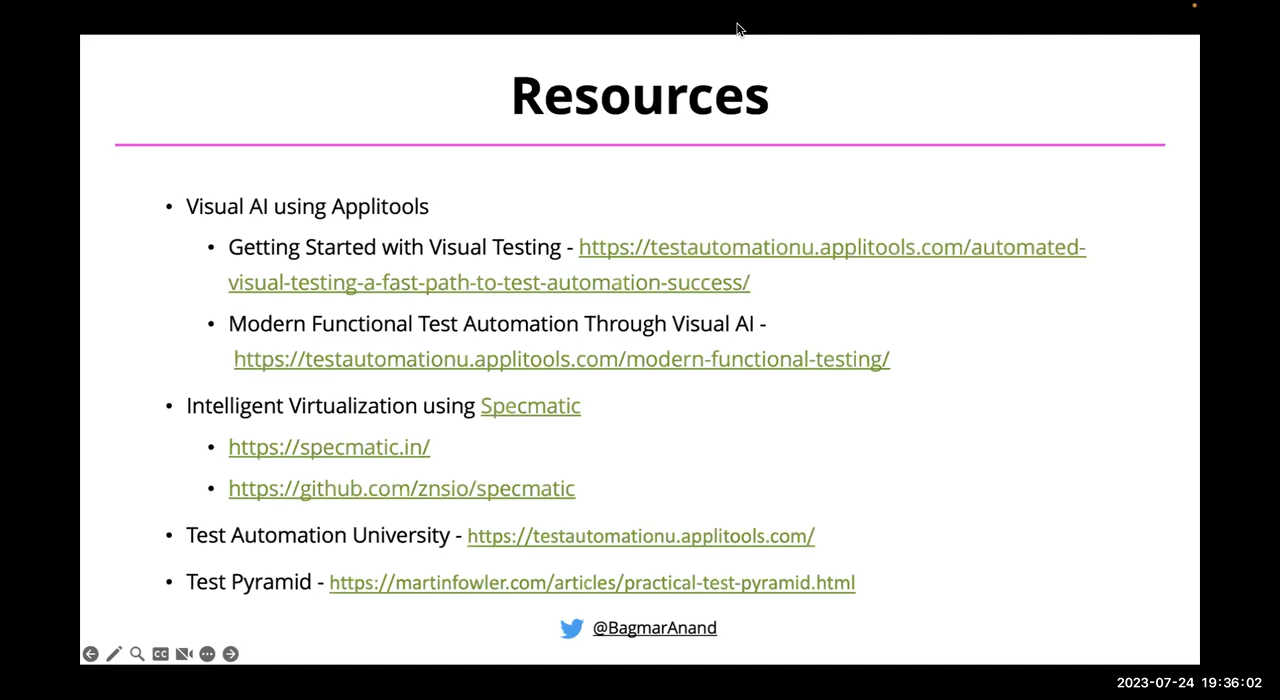 Resources
• Visual AI using Applitools
• Getting Started with Visual Testing - https://testautomationu.applitools.com/automated-
visual-testing-a-fast-path-to-test-automation-success/
• Modern Functional Test Automation Through Visual AI -
https://testautomationu.applitools.com/modern-functional-testing/
• Intelligent Virtualization using Specmatic
• https://specmatic.in/
• https://github.com/znsio/specmatic
• Test Automation University - https://testautomationu.applitools.com/
• Test Pyramid - https://martinfowler.com/articles/practical-test-pyramid.html
@BagmarAnand
CC
2023-07-24 19:36:02